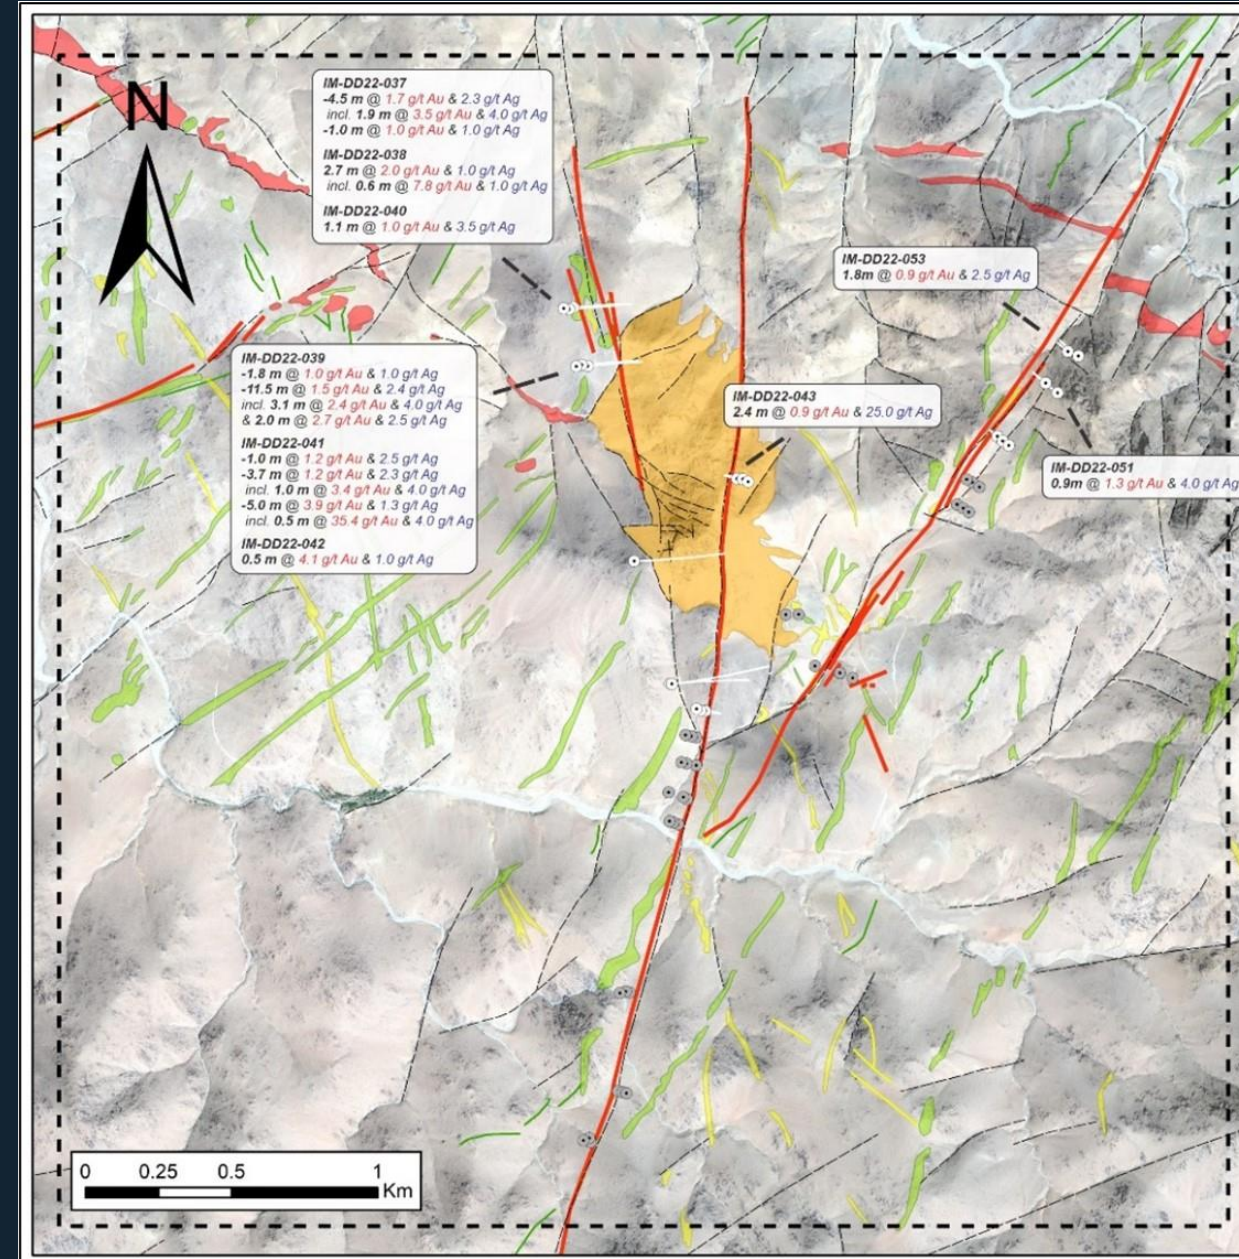 N
IM-DD22-037
-4.5 m @ 1.7 g/t Au & 2.3 g/t Ag
incl. 1.9 m @ 3.5 g/t Au & 4.0 g/t Ag
-1.0 m @ 1.0 g/t Au & 1.0 g/t Ag
IM-DD22-038
2.7 m @ 2.0 g/t Au & 1.0 g/t Ag
incl. 0.6 m @ 7.8 g/t Au & 1.0 g/t Ag
IM-DD22-040
1.1 m @ 1.0 g/t Au & 3.5 g/t Ag
IM-DD22-053
1.8m @ 0.9 g/t Au & 2.5 g/t Ag
IM-DD22-039
-1.8 m @ 1.0 g/t Au & 1.0 g/t Ag
-11.5 m @ 1.5 g/t Au & 2.4 g/t Ag
incl. 3.1 m @ 2.4 g/t Au & 4.0 g/t Ag
& 2.0 m @ 2.7 g/t Au & 2.5 g/t Ag
IM-DD22-041
-1.0 m @ 1.2 g/t Au & 2.5 g/t Ag
-3.7 m @ 1.2 g/t Au & 2.3 g/t Ag
incl. 1.0 m @ 3.4 g/t Au & 4.0 g/t Ag
-5.0 m @ 3.9 g/t Au & 1.3 g/t Ag
incl. 0.5 m @ 35.4 g/t Au & 4.0 g/t Ag
IM-DD22-042
0.5 m @ 4.1 g/t Au & 1.0 g/t Ag
IM-DD22-043
2.4 m @ 0.9 g/t Au & 25.0 g/t Ag
IM-DD22-051
0.9m @ 1.3 g/t Au & 4.0 g/t Ag
0 0.25 0.5 1
Km